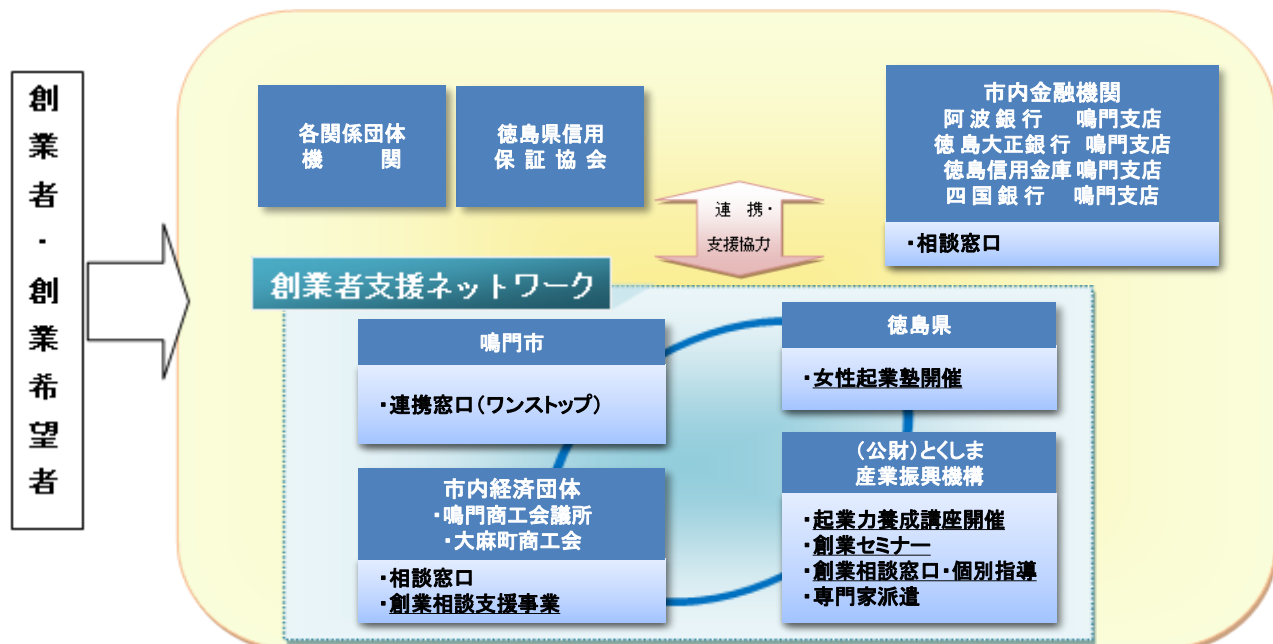 創業者・創業希望者
各関係団体
機　　関
徳島県信用
保証協会
市内金融機関
阿波銀行　鳴門支店
徳島大正銀行　鳴門支店
徳島信用金庫　鳴門支店
四国銀行　鳴門支店
・相談窓口
連　携・
支援協力
創業者支援ネットワーク
鳴門市
・連携窓口（ワンストップ）
徳島県
・女性起業塾開催
市内経済団体
・鳴門商工会議所
・大麻町商工会
・相談窓口
・創業相談支援事業
（公財）とくしま
産業振興機構
・起業力養成講座開催
・創業セミナー
・創業相談窓口・個別指導
・専門家派遣